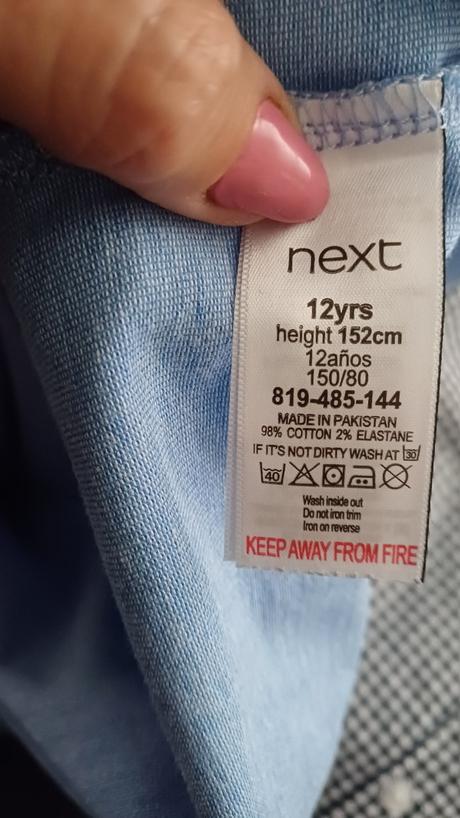 next
12yrs
height 152cm
12años
150/80
819-485-144
MADE IN PAKISTAN
98% COTTON 2% ELASTANE
IF IT'S NOT DIRTY WASH AT 30
40
Wash inside out
Do not iron trim
Iron on reverse
KEEP AWAY FROM FIRE